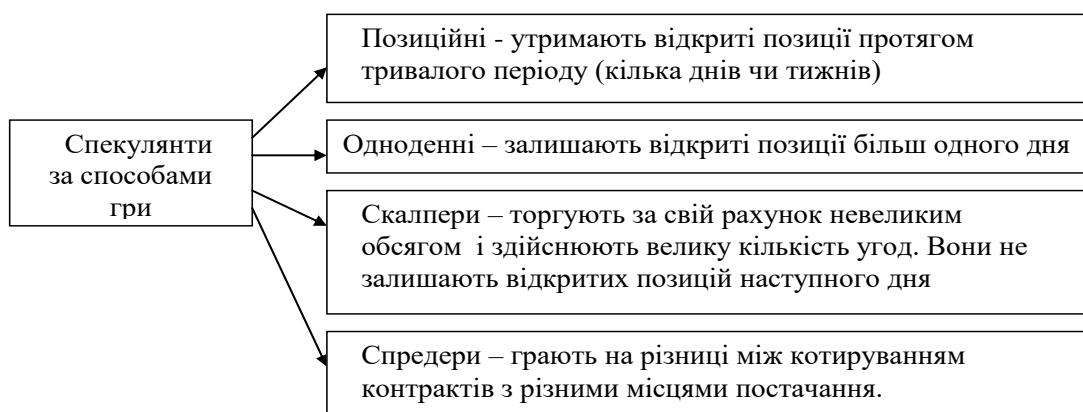 Позиційні - утримають відкриті позиції протягом
тривалого періоду (кілька днів чи тижнів)
Спекулянти
за способами
гри
Одноденні – залишають відкриті позиції більш одного дня
Скалпери – торгують за свій рахунок невеликим
обсягом і здійснюють велику кількість угод. Вони не
залишають відкритих позицій наступного дня
Спредери – грають на різниці між котируванням
контрактів з різними місцями постачання.